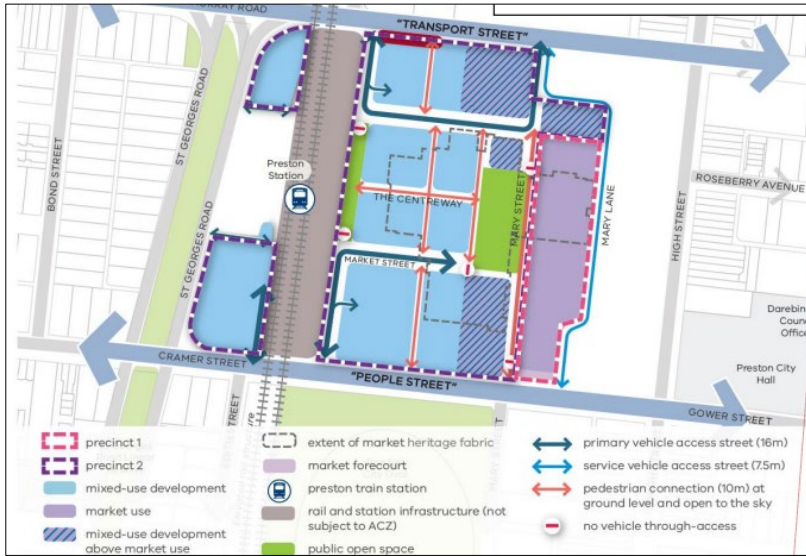 "TRANSPORT STREET"
ST GEORGES ROAD
BOND STREET
Preston
Station
ROSEBERRY AVENUE
THE CENTREWAY
MARY STREET
MARY LANE
HIGH STREET
ST GEORGES ROAD
MARKET STREET
CRAMER STREET
"PEOPLE STREET"
GOWER STREET
Preston City
Hall
precinct 1
precinct 2
mixed-use development
market use
mixed-use development
above market use
extent of market heritage fabric
market forecourt
preston train station
rail and station infrastructure (not
subject to ACZ)
public open space
primary vehicle access street (16m)
service vehicle access street (7.5m)
pedestrian connection (10m) at
ground level and open to the sky
no vehicle through-access